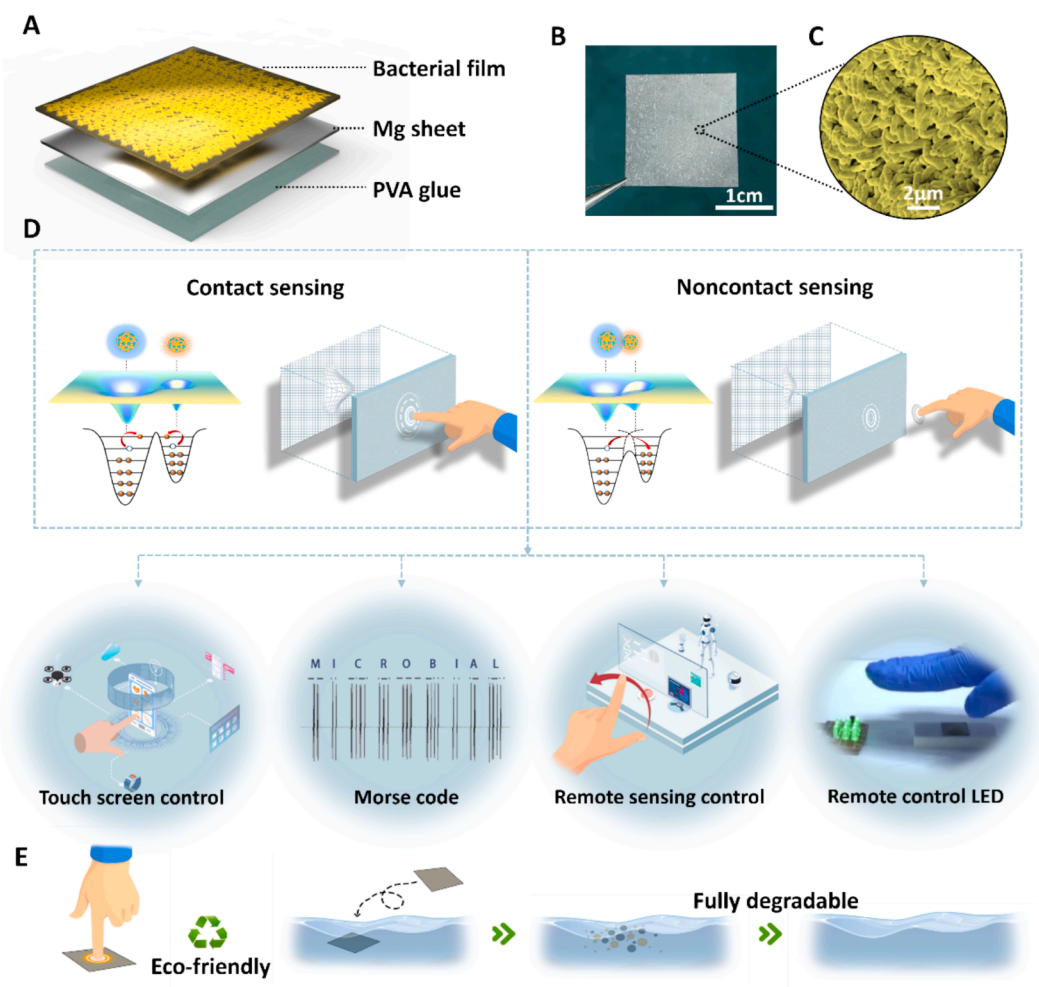 A
Bacterial film
Mg sheet
PVA glue
B
1cm
C
2μm
D
Contact sensing
Noncontact sensing
M I C R O B I A L
Touch screen control
Morse code
Remote sensing control
Remote control LED
E
Eco-friendly
Fully degradable